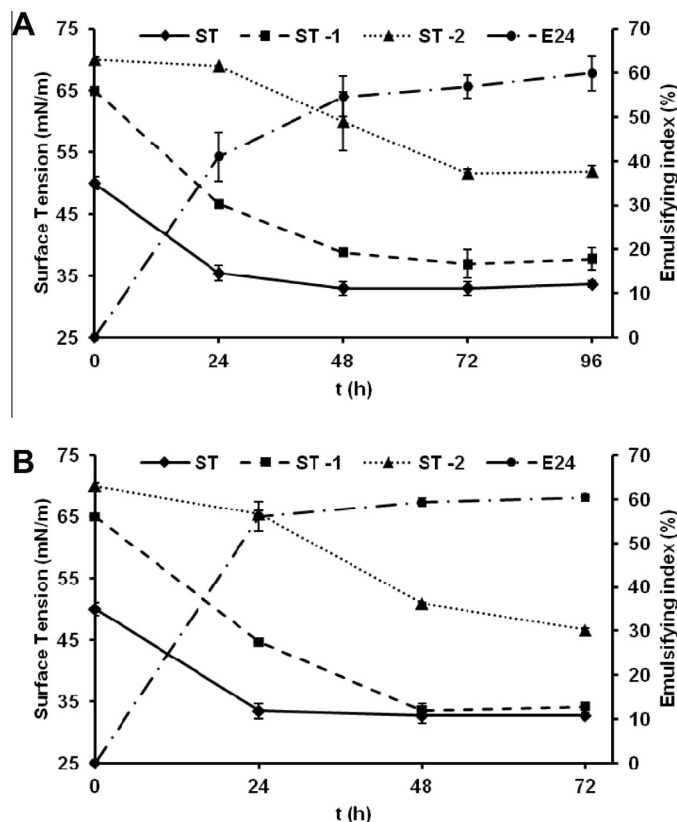 A
ST ST -1 ST -2 E24
Surface Tension (mN/m)
75
65
55
45
35
25
Emulsifying index (%)
70
60
50
40
30
20
10
0
0 24 48 72 96
t (h)
B
ST ST -1 ST -2 E24
Surface Tension (mN/m)
75
65
55
45
35
25
Emulsifying index (%)
70
60
50
40
30
20
10
0
0 24 48 72
t (h)